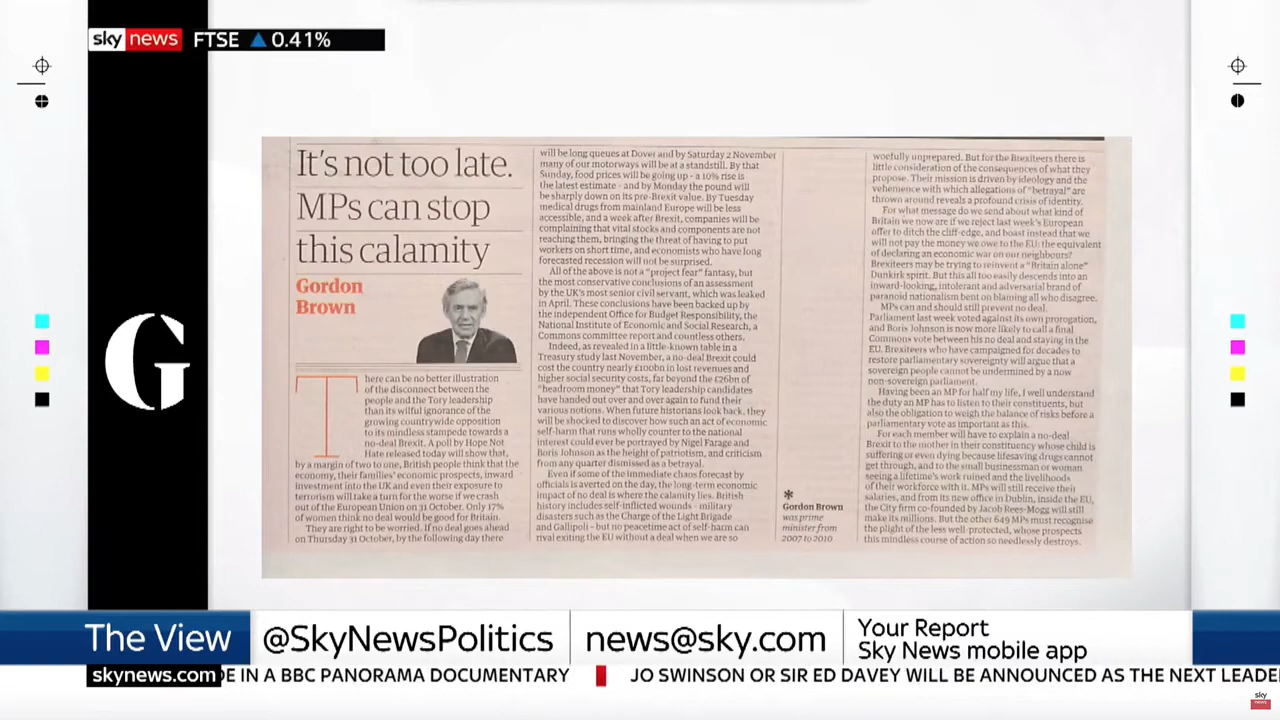 sky news FTSE ▲ 0.41%
G
It's not too late.
MPs can stop
this calamity
Gordon
Brown
There can be no better illustration
of the disconnect between the
people and the Tory leadership
than its wilful ignorance of the
growing countrywide opposition
to its mindless stampede towards a
no-deal Brexit. A poll by Hope Not
Hate released today will show that,
by a margin of two to one, British people think that the
economy, their families' economic prospects, inward
investment into the UK and even their exposure to
terrorism will take a turn for the worse if we crash
out of the European Union on 31 October. Only 17%
of women think no deal would be good for Britain.
They are right to be worried. If no deal goes ahead
on Thursday 31 October, by the following day there
will be long queues at Dover and by Saturday 2 November
many of our motorways will be at a standstill. By that
Sunday, food prices will be going up - a 10% rise is
the latest estimate - and by Monday the pound will
be sharply down on its pre-Brexit value. By Tuesday
medical drugs from mainland Europe will be less
accessible, and a week after Brexit, companies will be
complaining that vital stocks and components are not
reaching them, bringing the threat of having to put
workers on short time, and economists who have long
forecasted recession will not be surprised.
All of the above is not a "project fear" fantasy, but
the most conservative conclusions of an assessment
by the UK's most senior civil servant, which was leaked
in April. These conclusions have been backed up by
the independent Office for Budget Responsibility, the
National Institute of Economic and Social Research, a
Commons committee report and countless others.
Indeed, as revealed in a little-known table in a
Treasury study last November, a no-deal Brexit could
cost the country nearly £100bn in lost revenues and
higher social security costs, far beyond the £26bn of
"headroom money" that Tory leadership candidates
have handed out over and over again to fund their
various notions. When future historians look back, they
will be shocked to discover how such an act of economic
self-harm that runs wholly counter to the national
interest could ever be portrayed by Nigel Farage and
Boris Johnson as the height of patriotism, and criticism
from any quarter dismissed as a betrayal.
Even if some of the immediate chaos forecast by
officials is averted on the day, the long-term economic
impact of no deal is where the calamity lies. British
history includes self-inflicted wounds - military
disasters such as the Charge of the Light Brigade
and Gallipoli - but no peacetime act of self-harm can
rival exiting the EU without a deal when we are so
*
Gordon Brown
was prime
minister from
2007 to 2010
woefully unprepared. But for the Brexiteers there is
little consideration of the consequences of what they
propose. Their mission is driven by ideology and the
vehemence with which allegations of "betrayal" are
thrown around reveals a profound crisis of identity.
For what message do we send about what kind of
Britain we now are if we reject last week's European
offer to ditch the cliff-edge, and boast instead that we
will not pay the money we owe to the EU: the equivalent
of declaring an economic war on our neighbours?
Brexiteers may be trying to reinvent a "Britain alone"
Dunkirk spirit. But this all too easily descends into an
inward-looking, intolerant and adversarial brand of
paranoid nationalism bent on blaming all who disagree.
MPs can and should still prevent no deal.
Parliament last week voted against its own prorogation,
and Boris Johnson is now more likely to call a final
Commons vote between his no deal and staying in the
EU. Brexiteers who have campaigned for decades to
restore parliamentary sovereignty will argue that a
sovereign people cannot be undermined by a now
non-sovereign parliament.
Having been an MP for half my life, I well understand
the duty an MP has to listen to their constituents, but
also the obligation to weigh the balance of risks before a
parliamentary vote as important as this.
For each member will have to explain a no-deal
Brexit to the mother in their constituency whose child is
suffering or even dying because lifesaving drugs cannot
get through, and to the small businessman or woman
seeing a lifetime's work ruined and the livelihoods
of their workforce with it. MPs will still receive their
salaries, and from its new office in Dublin, inside the EU,
the City firm co-founded by Jacob Rees-Mogg will still
make its millions. But the other 649 MPs must recognise
the plight of the less well-protected, whose prospects
this mindless course of action so needlessly destroys.
The View @SkyNewsPolitics news@sky.com Your Report
Sky News mobile app
skynews.com DE IN A BBC PANORAMA DOCUMENTARY JO SWINSON OR SIR ED DAVEY WILL BE ANNOUNCED AS THE NEXT LEADE
sky news